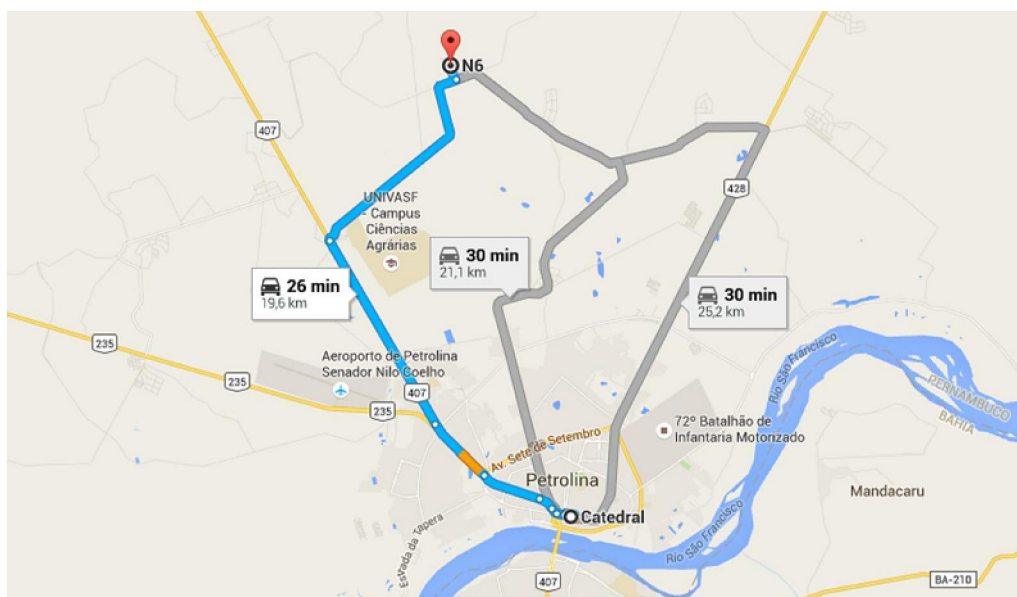 N6
407
UNIVASF
- Campus
Ciências
Agrárias
428
30 min
21,1 km
26 min
19,6 km
30 min
25,2 km
235
Aeroporto de Petrolina
Senador Nilo Coelho
235
407
235
Rio São Francisco
PERNAMBUCO
BAHIA
72º Batalhão de
Infantaria Motorizado
Av. Sete de Setembro
Petrolina
Mandacaru
Catedral
Estrada da Tapera
Rio São Francisco
407
BA-210